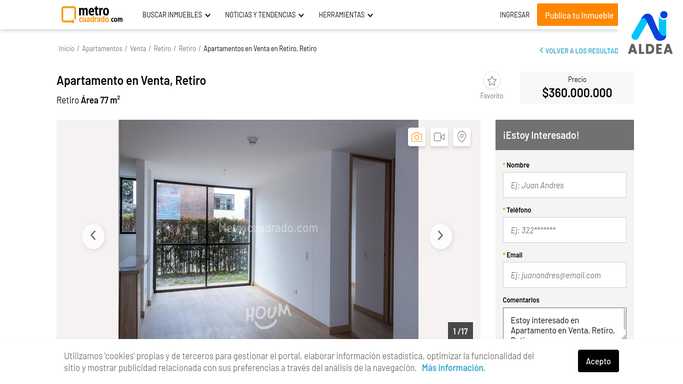 metro
cuadrado.com
BUSCAR INMUEBLES
NOTICIAS Y TENDENCIAS
HERRAMIENTAS
INGRESAR
Publica tu Inmueble
ALDEA
Inicio / Apartamentos / Venta / Retiro / Retiro / Apartamentos en Venta en Retiro, Retiro
VOLVER A LOS RESULTAD
Apartamento en Venta, Retiro
Retiro Área 77 m²
Favorito
Precio
$360.000.000
¡Estoy Interesado!
* Nombre
Ej: Juan Andres
* Teléfono
Ej: 322*******
* Email
Ej: juanandres@email.com
Comentarios
Estoy interesado en
Apartamento en Venta, Retiro,
Metrocuadrado.com
HOUM
1 / 17
Utilizamos 'cookies' propias y de terceros para gestionar el portal, elaborar información estadística, optimizar la funcionalidad del
sitio y mostrar publicidad relacionada con sus preferencias a través del análisis de la navegación. Más información.
Acepto